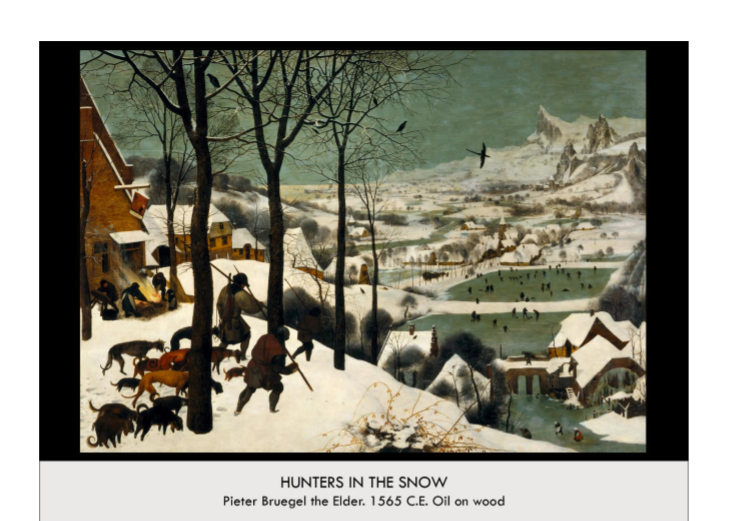 HUNTERS IN THE SNOW
Pieter Bruegel the Elder. 1565 C.E. Oil on wood